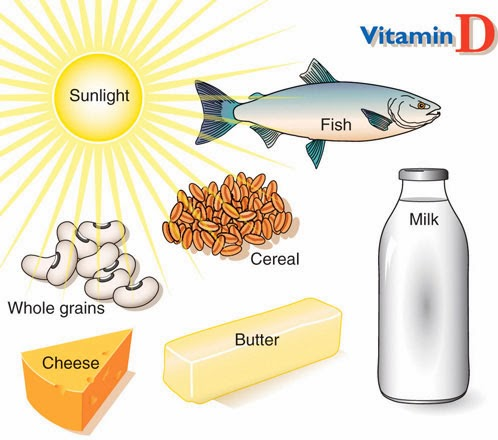 Vitamin D
Sunlight
Fish
Milk
Cereal
Whole grains
Butter
Cheese